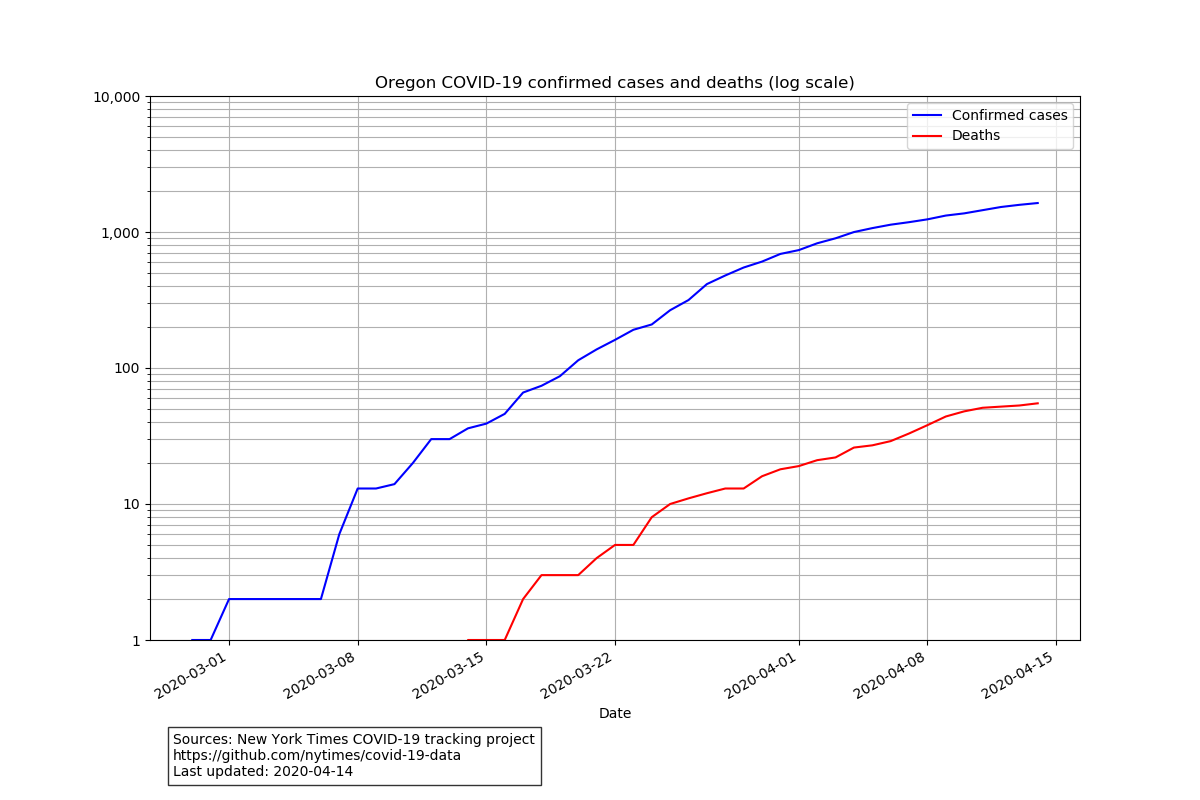 Oregon COVID-19 confirmed cases and deaths (log scale)
10,000
1,000
100
10
1
Confirmed cases
Deaths
2020-03-01
2020-03-08
2020-03-15
2020-03-22
2020-04-01
2020-04-08
2020-04-15
Date
Sources: New York Times COVID-19 tracking project
https://github.com/nytimes/covid-19-data
Last updated: 2020-04-14